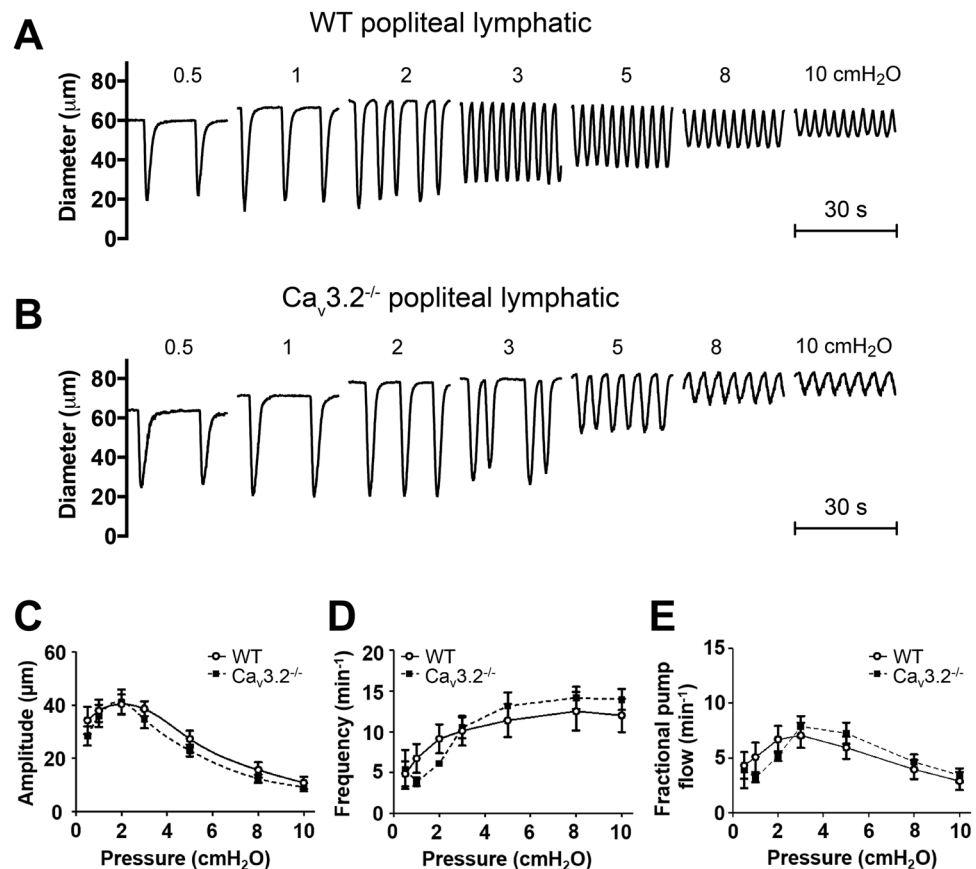 A
WT popliteal lymphatic
0.5 1 2 3 5 8 10 cmH₂O
Diameter (μm)
80
60
40
20
0
30 s
B
Caᵥ3.2⁻/⁻ popliteal lymphatic
0.5 1 2 3 5 8 10 cmH₂O
Diameter (μm)
80
60
40
20
0
30 s
C
Amplitude (μm)
60
40
20
0
WT
Caᵥ3.2⁻/⁻
0 2 4 6 8 10
Pressure (cmH₂O)
D
Frequency (min⁻¹)
20
15
10
5
0
WT
Caᵥ3.2⁻/⁻
0 2 4 6 8 10
Pressure (cmH₂O)
E
Fractional pump
flow (min⁻¹)
15
10
5
0
WT
Caᵥ3.2⁻/⁻
0 2 4 6 8 10
Pressure (cmH₂O)